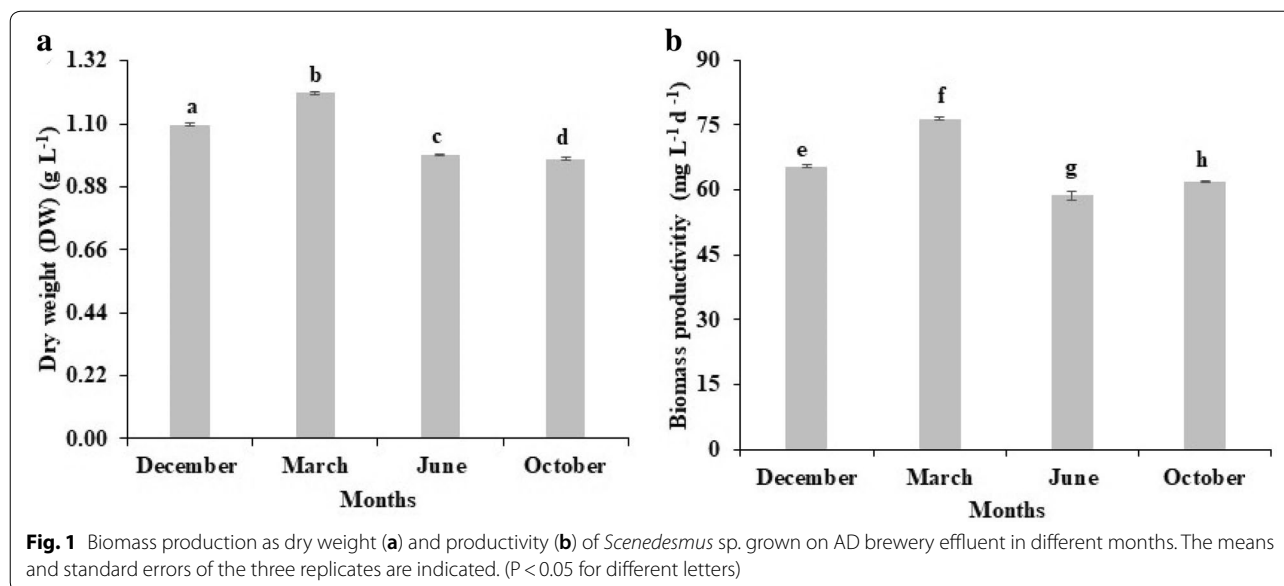 a
Dry weight (DW) (g L-1)
1.32
1.10
0.88
0.66
0.44
0.22
0.00
a
b
c
d
December March June October
Months
b
Biomass productivitiy (mg L-1 d -1)
90
75
60
45
30
15
0
e
f
g
h
December March June October
Months
Fig. 1 Biomass production as dry weight (a) and productivity (b) of Scenedesmus sp. grown on AD brewery effluent in different months. The means
and standard errors of the three replicates are indicated. (P < 0.05 for different letters)